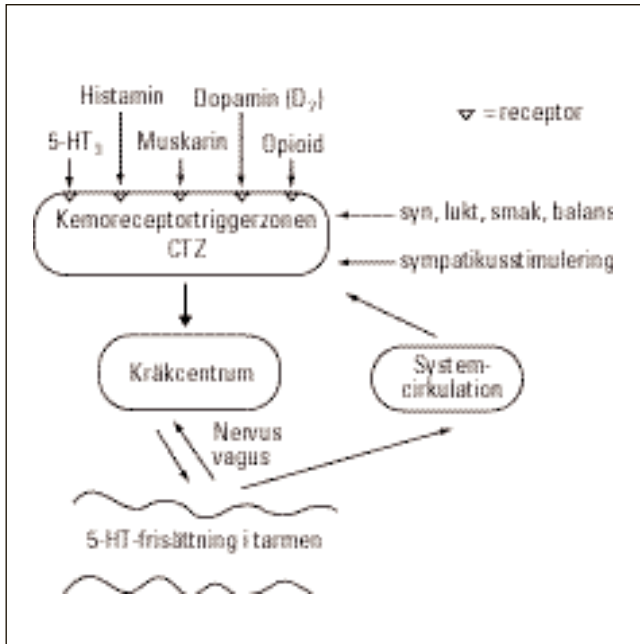 Histamin
Dopamin (D2)
= receptor
5-HT3
Muskarin
Opioid
Kemoreceptortriggerzonen
CTZ
syn, lukt, smak, balans
sympatikusstimulering
Kräkcentrum
System-
cirkulation
Nervus
vagus
5-HT-frisättning i tarmen